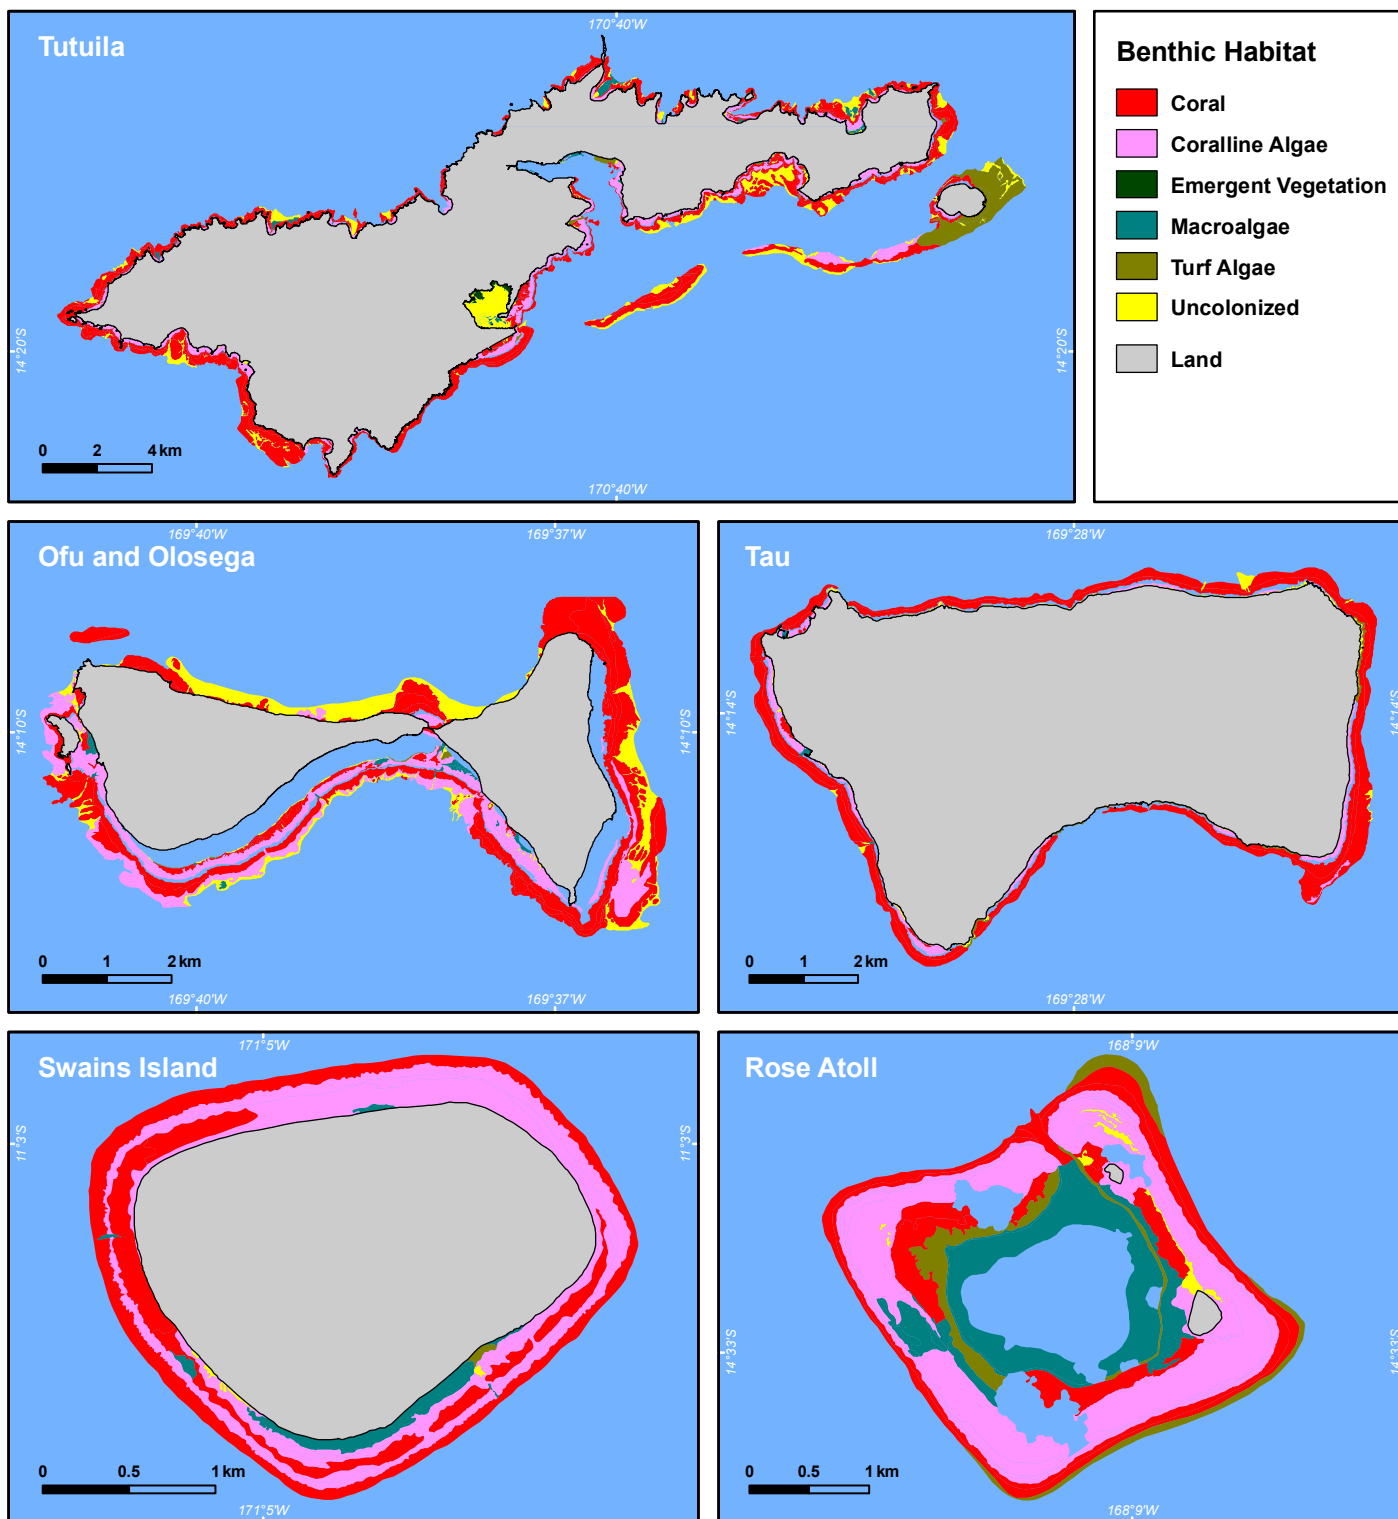 Tutuila
170°40'W
14°20'S
14°20'S
0 2 4 km
170°40'W
Benthic Habitat
Coral
Coralline Algae
Emergent Vegetation
Macroalgae
Turf Algae
Uncolonized
Land
Ofu and Olosega
169°40'W 169°37'W
14°10'S
14°10'S
0 1 2 km
169°40'W 169°37'W
Tau
169°28'W
14°14'S
14°14'S
0 1 2 km
169°28'W
Swains Island
171°5'W
11°3'S
11°3'S
0 0.5 1 km
171°5'W
Rose Atoll
168°9'W
14°33'S
14°33'S
0 0.5 1 km
168°9'W